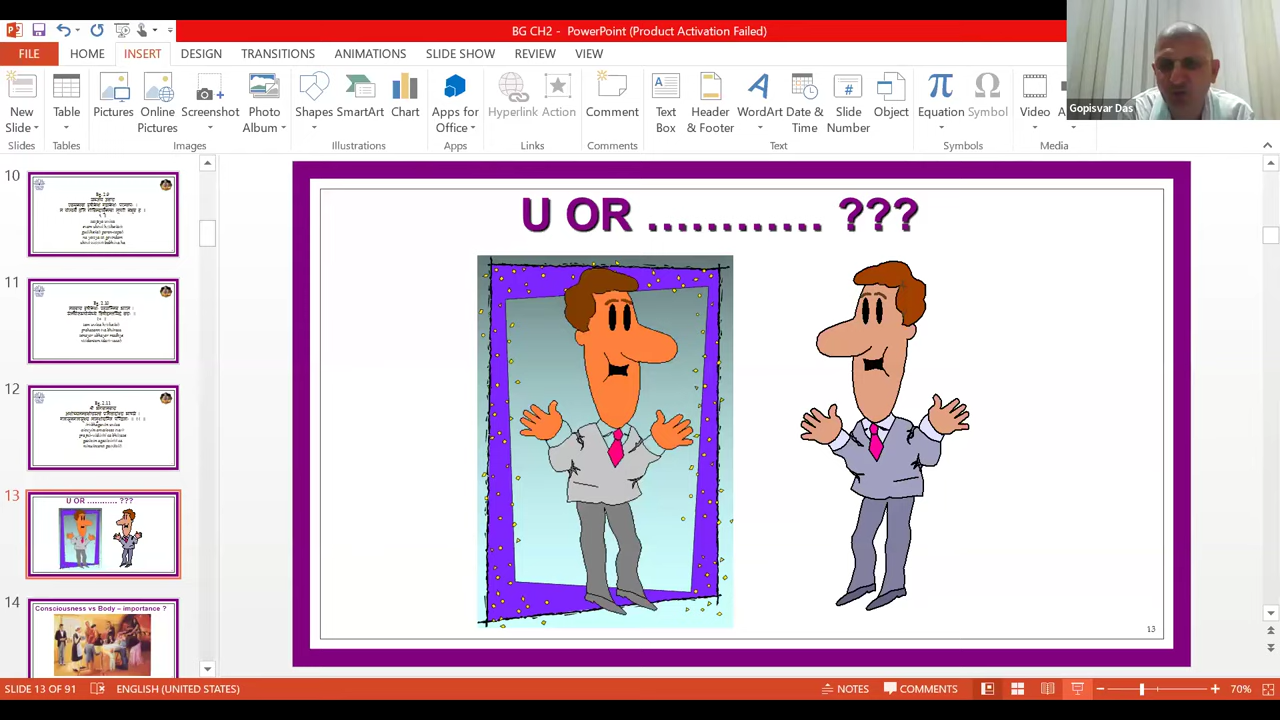 BG CH2 - PowerPoint (Product Activation Failed)
FILE HOME INSERT DESIGN TRANSITIONS ANIMATIONS SLIDE SHOW REVIEW VIEW
New Slide Table Pictures Online Pictures Screenshot Photo Album Shapes SmartArt Chart Apps for Office Hyperlink Action Comment Text Box Header & Footer WordArt Date & Time Slide Number Object Equation Symbol Video
Slides Tables Images Illustrations Apps Links Comments Text Symbols Media
Gopisvar Das
10
11
12
13
U OR ............ ???
14
Consciousness vs Body – importance ?
U OR ............ ???
13
SLIDE 13 OF 91 ENGLISH (UNITED STATES) NOTES COMMENTS 70%